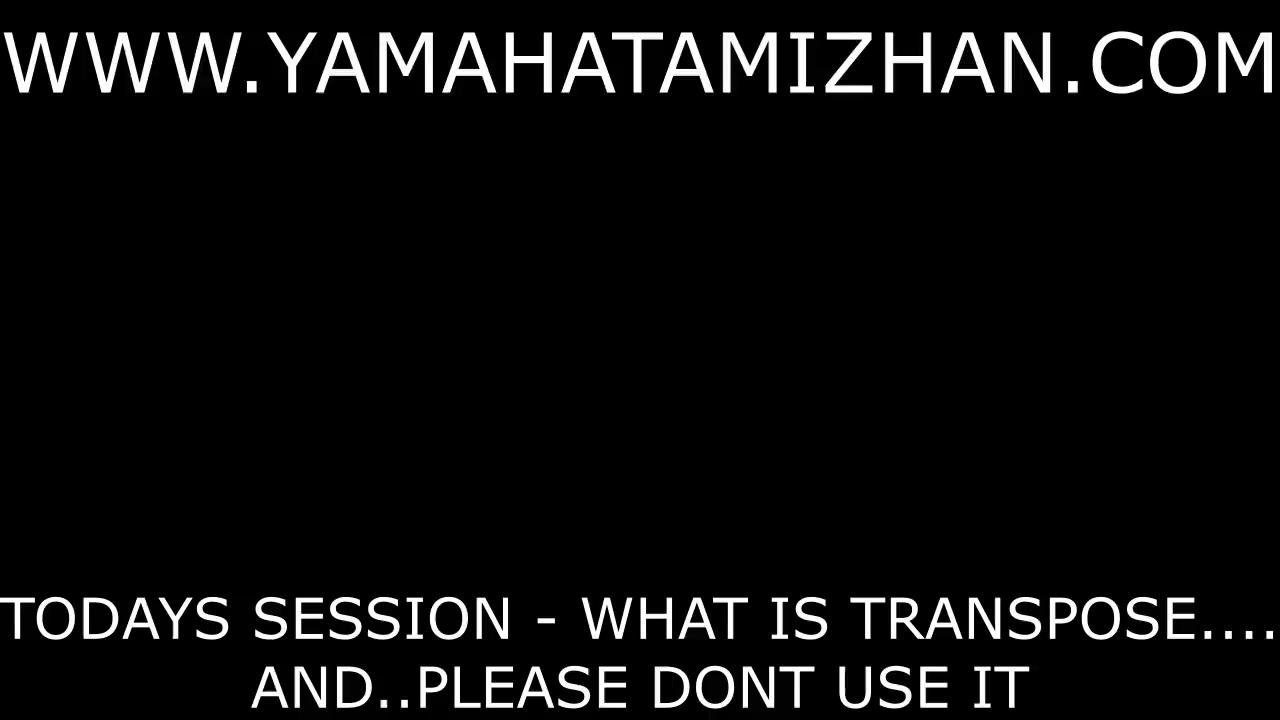 WWW.YAMAHATAMIZHAN.COM
TODAYS SESSION - WHAT IS TRANSPOSE....
AND..PLEASE DONT USE IT